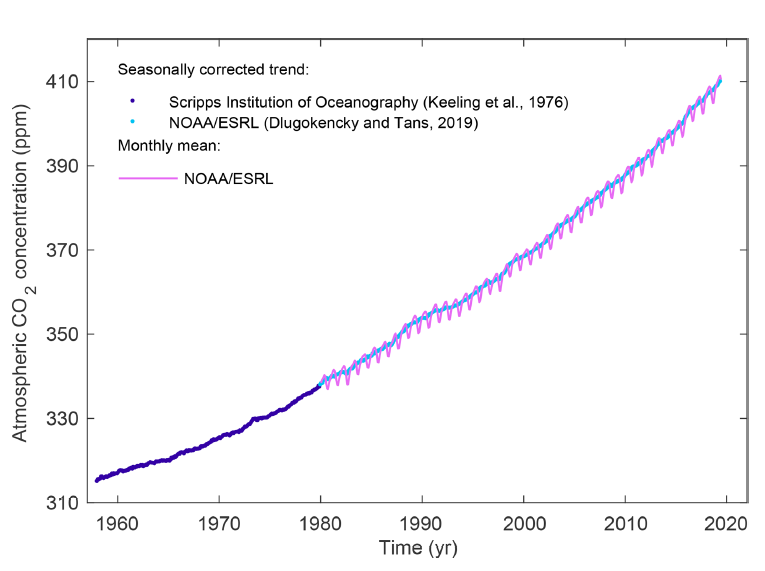 Seasonally corrected trend:
Scripps Institution of Oceanography (Keeling et al., 1976)
NOAA/ESRL (Dlugokencky and Tans, 2019)
Monthly mean:
NOAA/ESRL
Atmospheric CO2 concentration (ppm)
410
390
370
350
330
310
1960 1970 1980 1990 2000 2010 2020
Time (yr)